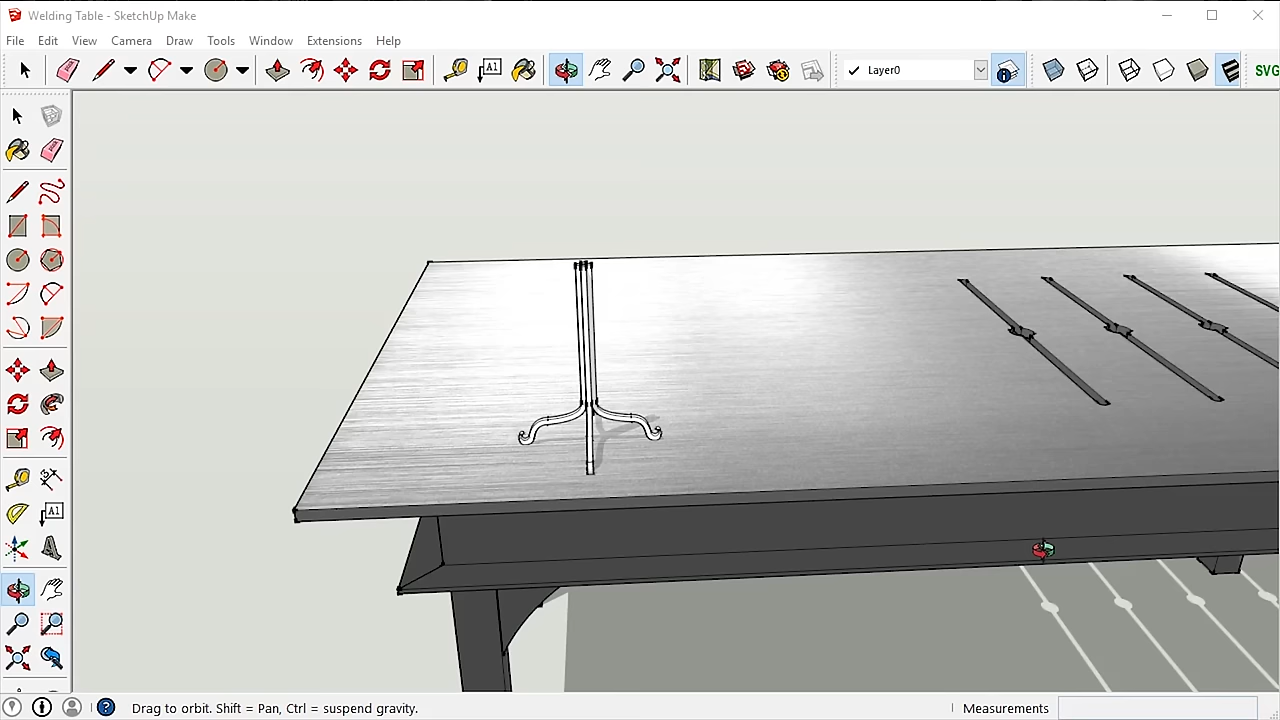 Welding Table - SketchUp Make
File Edit View Camera Draw Tools Window Extensions Help
A1 Layer0 SVG
A1
Drag to orbit. Shift = Pan, Ctrl = suspend gravity. Measurements